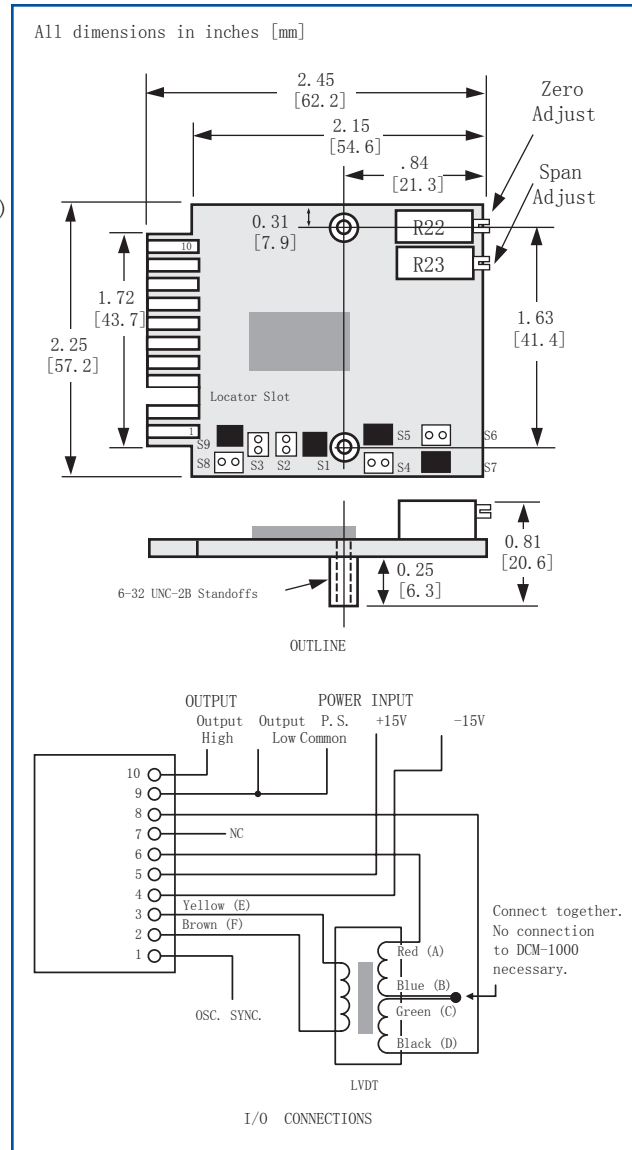 All dimensions in inches [mm]
2.45
[62.2]
Zero
Adjust
2.15
[54.6]
.84
[21.3]
Span
Adjust
)
0.31
[7.9]
R22
R23
10
1.72
[43.7]
2.25
[57.2]
1.63
[41.4]
Locator Slot
1
S9
S8
S3
S2
S1
S5
S4
S6
S7
0.81
[20.6]
0.25
[6.3]
6-32 UNC-2B Standoffs
OUTLINE
OUTPUT
POWER INPUT
Output
High
Output
Low
P.S.
Common
+15V
-15V
10
9
8
7
NC
6
5
4
3
Yellow (E)
2
Brown (F)
1
OSC. SYNC.
Red (A)
Blue (B)
Green (C)
Black (D)
Connect together.
No connection
to DCM-1000
necessary.
LVDT
I/O CONNECTIONS